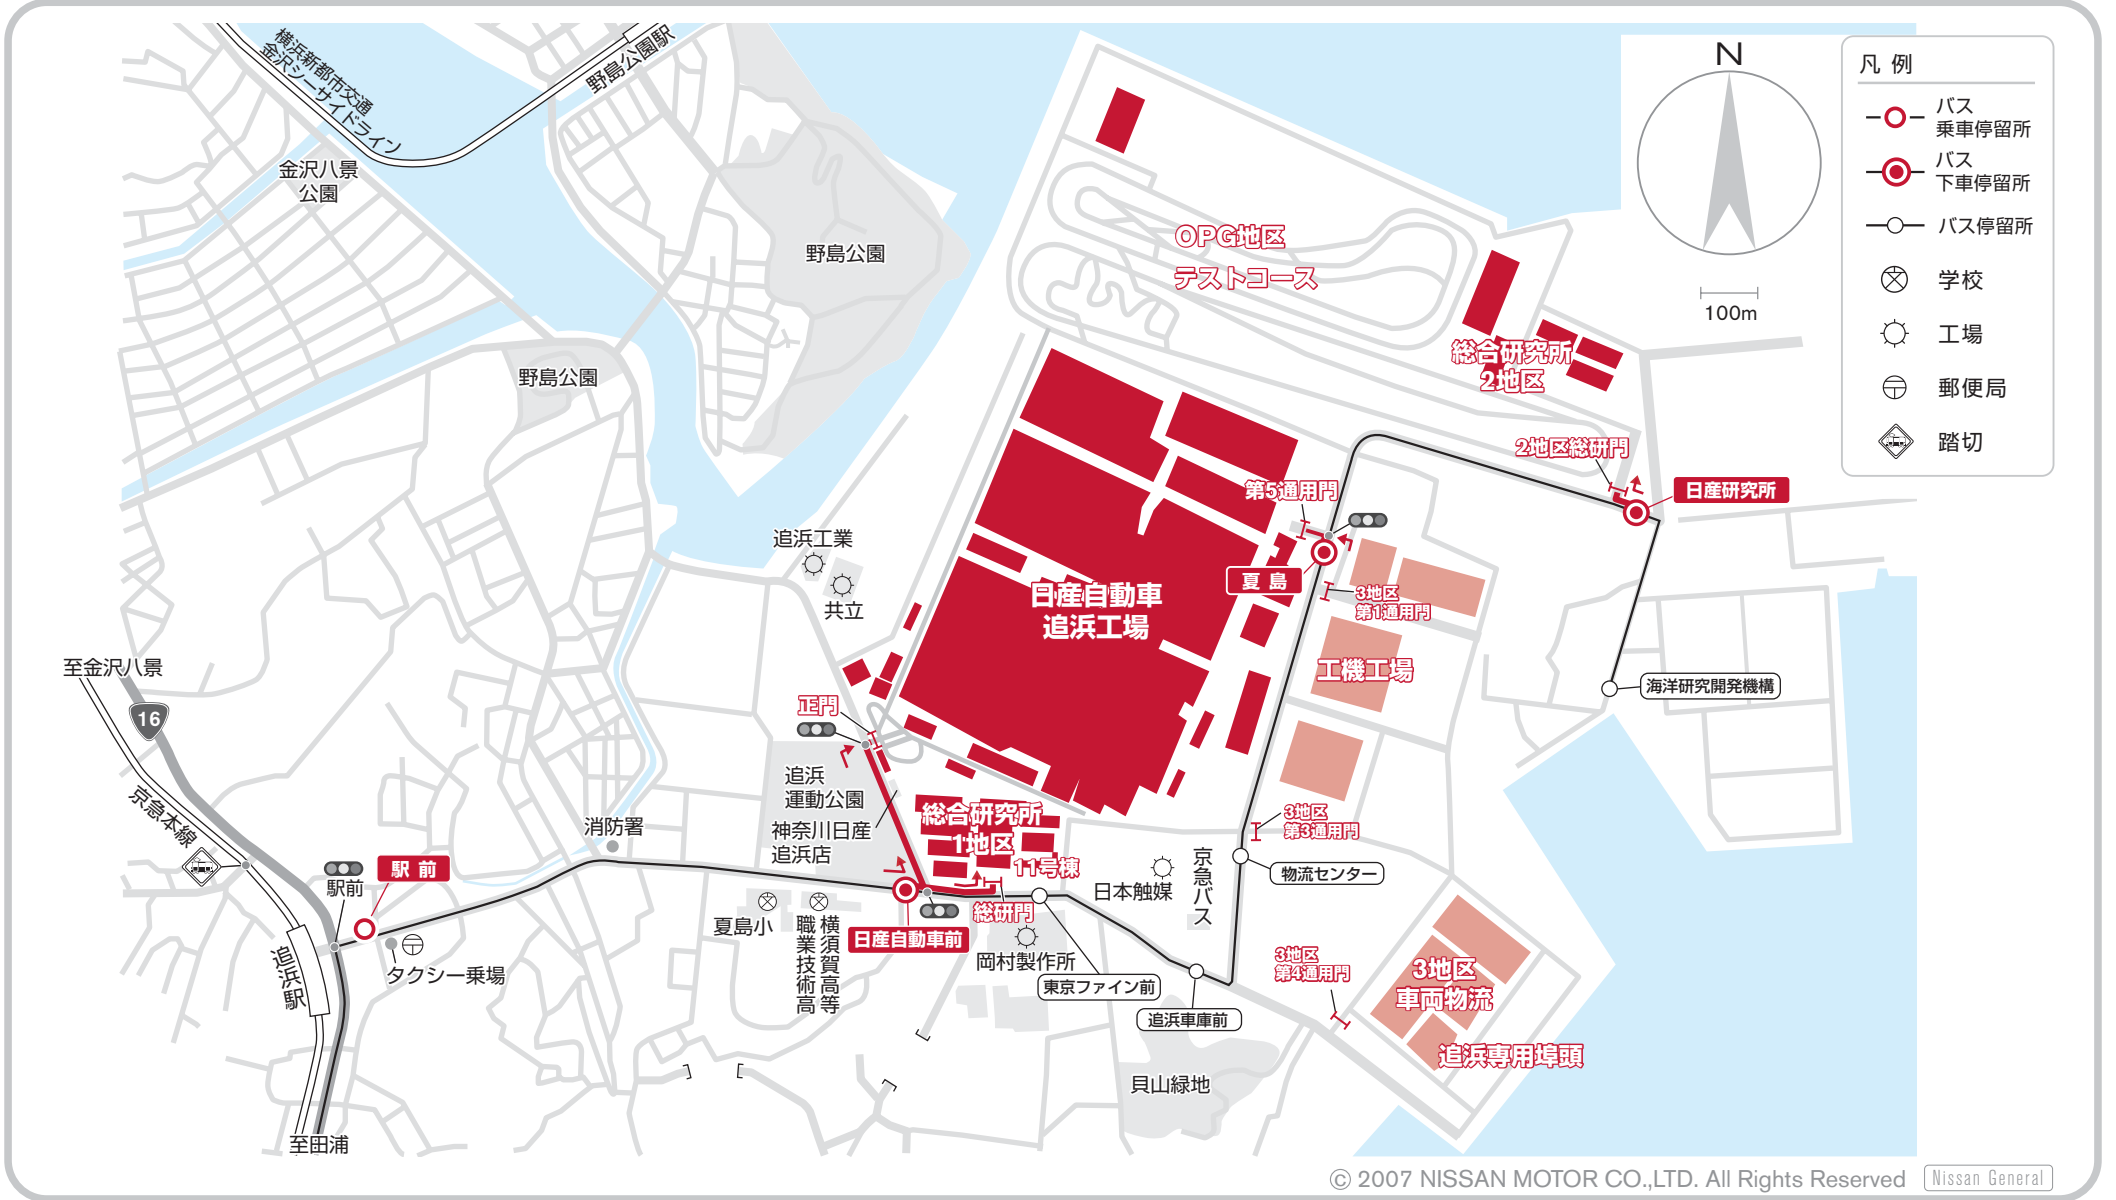 横浜新都市交通
金沢シーサイドライン
野島公園駅
金沢八景
公園
野島公園
野島公園
OPG地区
テストコース
総合研究所
2地区
2地区総研門
日産研究所
第5通用門
夏 島
3地区
第1通用門
工機工場
追浜工業
共立
日産自動車
追浜工場
海洋研究開発機構
至金沢八景
16
京急本線
正門
追浜
運動公園
神奈川日産
追浜店
総合研究所
1地区
11号棟
総研門
消防署
駅前
駅 前
追浜駅
タクシー乗場
夏島小
横須賀高等
職業技術高
日産自動車前
岡村製作所
東京ファイン前
日本触媒
京急バス
追浜車庫前
物流センター
3地区
第3通用門
3地区
第4通用門
3地区
車両物流
追浜専用埠頭
貝山緑地
至田浦
N
100m
凡 例
バス
乗車停留所
バス
下車停留所
バス停留所
学校
工場
郵便局
踏切
© 2007 NISSAN MOTOR CO.,LTD. All Rights Reserved
Nissan General